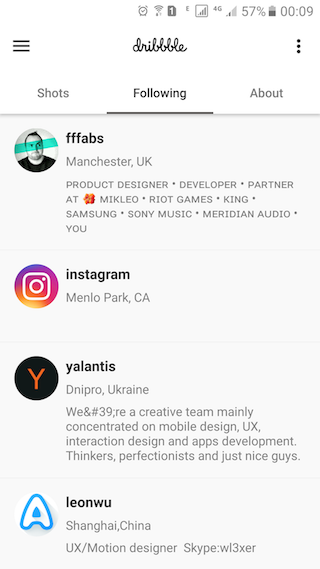 1 E 4G 57% 00:09
dribbble
Shots Following About
fffabs
Manchester, UK
PRODUCT DESIGNER • DEVELOPER • PARTNER
AT MIKLEO • RIOT GAMES • KING •
SAMSUNG • SONY MUSIC • MERIDIAN AUDIO •
YOU
instagram
Menlo Park, CA
yalantis
Dnipro, Ukraine
We&#39;re a creative team mainly
concentrated on mobile design, UX,
interaction design and apps development.
Thinkers, perfectionists and just nice guys.
leonwu
Shanghai,China
UX/Motion designer  Skype:wl3xer